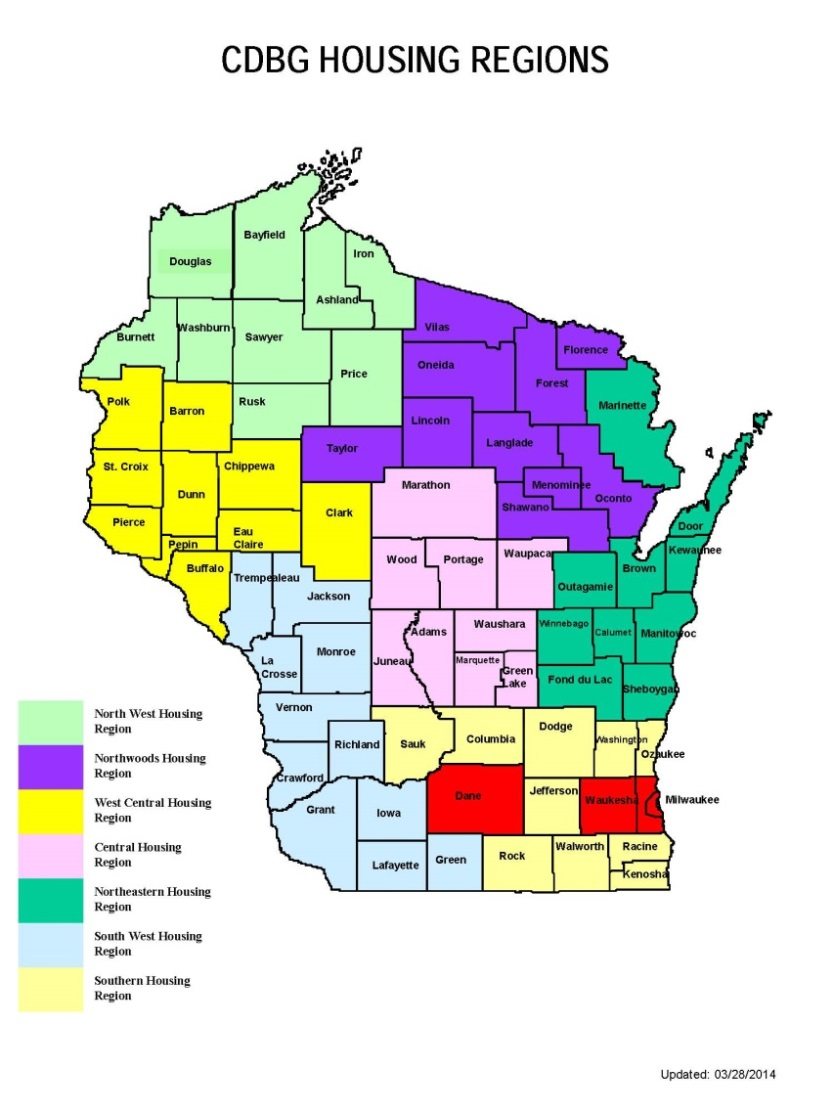 CDBG HOUSING REGIONS
Bayfield
Iron
Douglas
Ashland
Washburn
Vilas
Burnett
Sawyer
Florence
Oneida
Price
Forest
Polk
Rusk
Marinette
Barron
Lincoln
Langlade
Taylor
St. Croix
Chippewa
Marathon
Menominee
Dunn
Oconto
Shawano
Clark
Pierce
Door
Eau
Claire
Pepin
Kewaunee
Waupaca
Wood
Portage
Buffalo
Brown
Trempealeau
Outagamie
Jackson
Waushara
Winnebago
Adams
Calumet
Manitowoc
Monroe
La
Crosse
Juneau
Marquette
Green
Lake
Fond du Lac
Sheboygan
Vernon
North West Housing
Region
Dodge
Columbia
Washington
Richland
Sauk
Ozaukee
Northwoods Housing
Region
Crawford
Jefferson
Dane
Waukesha
Milwaukee
West Central Housing
Region
Grant
Iowa
Central Housing
Region
Walworth
Racine
Rock
Green
Lafayette
Kenosha
Northeastern Housing
Region
South West Housing
Region
Southern Housing
Region
Updated: 03/28/2014